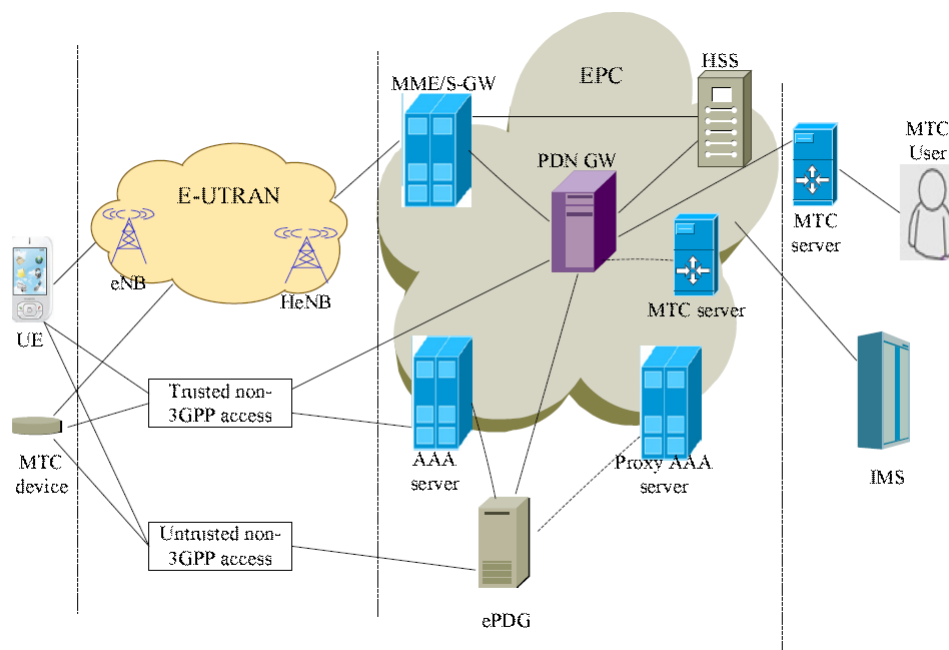 EPC
HSS
MME/S-GW
MTC
User
PDN GW
E-UTRAN
MTC
server
eNB
HeNB
MTC server
UE
Trusted non-
3GPP access
AAA
server
Proxy AAA
server
MTC
device
IMS
Untrusted non-
3GPP access
ePDG